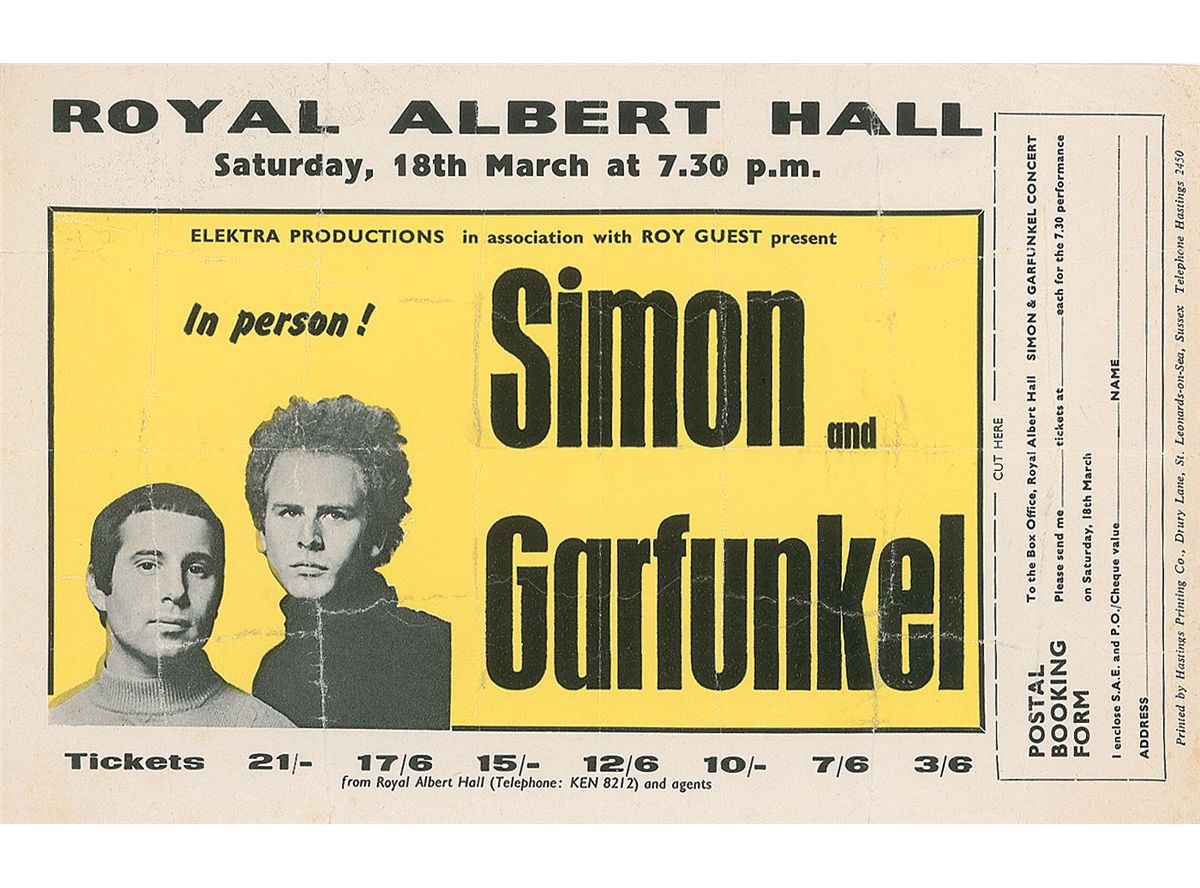 ROYAL ALBERT HALL
Saturday, 18th March at 7.30 p.m.
ELEKTRA PRODUCTIONS in association with ROY GUEST present
In person!
Simon
and
Garfunkel
Tickets 21/- 17/6 15/- 12/6 10/- 7/6 3/6
from Royal Albert Hall (Telephone: KEN 8212) and agents
CUT HERE
POSTAL
BOOKING
FORM
To the Box Office, Royal Albert Hall SIMON & GARFUNKEL CONCERT
Please send me tickets at each for the 7.30 performance
on Saturday, 18th March
I enclose S.A.E. and P.O./Cheque value NAME
ADDRESS
Printed by Hastings Printing Co., Drury Lane, St. Leonards-on-Sea, Sussex Telephone Hastings 2450